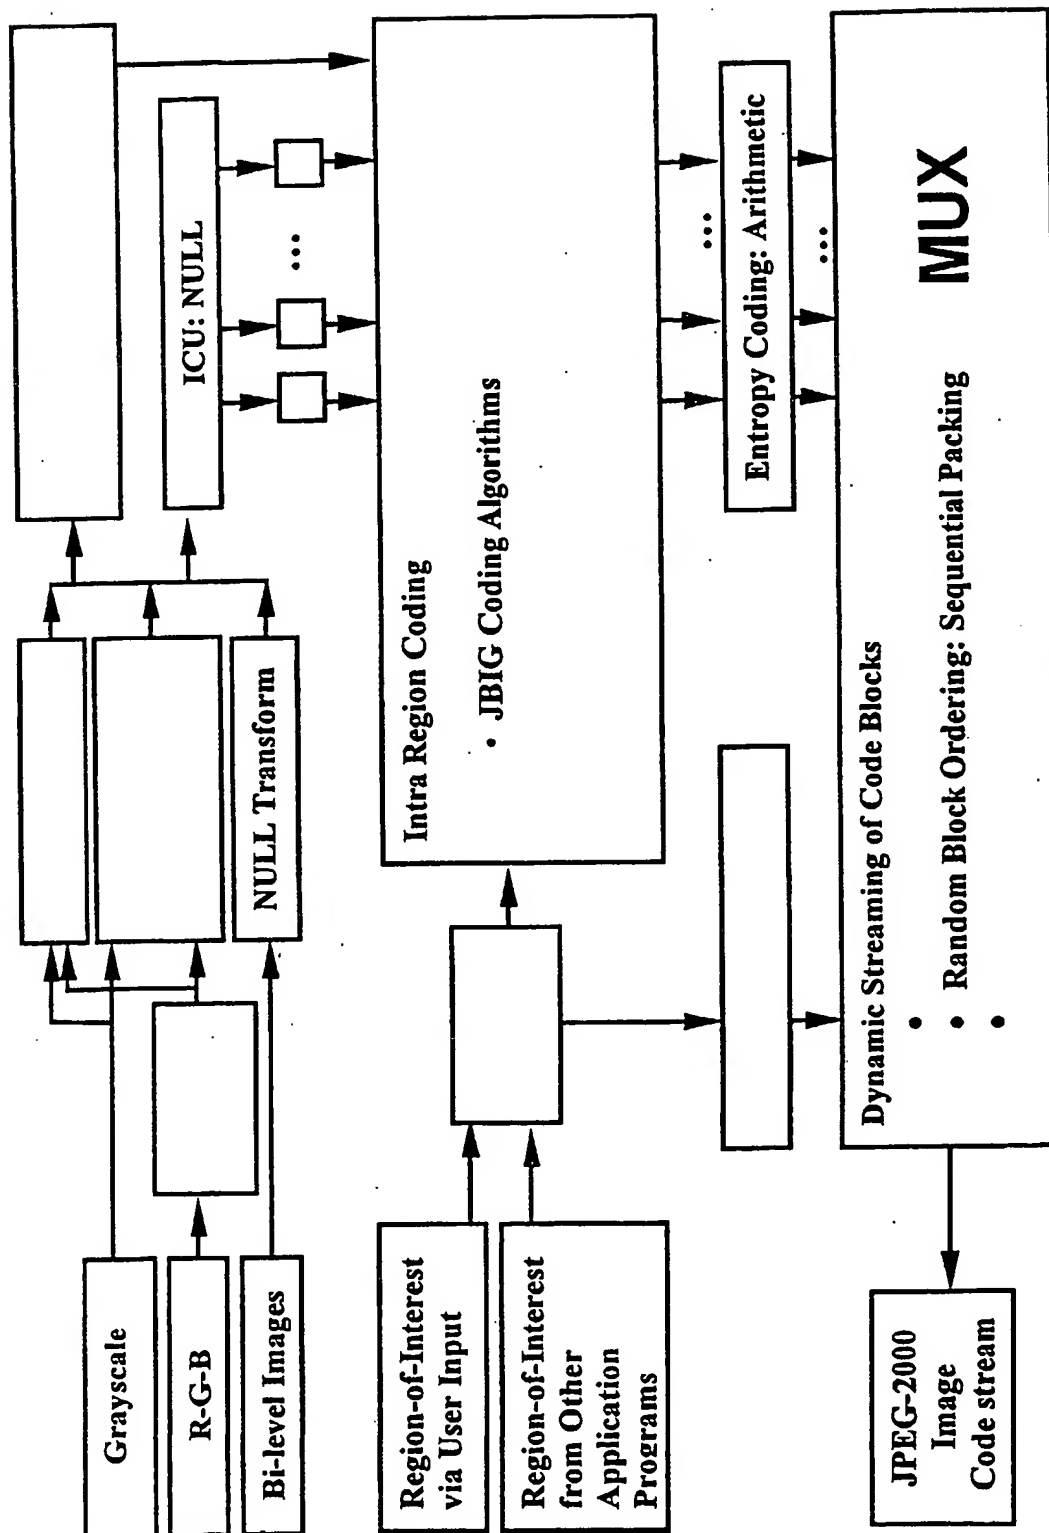 Grayscale
R-G-B
Bi-level Images
NULL Transform
ICU: NULL
...
Region-of-Interest
via User Input
Region-of-Interest
from Other
Application
Programs
Intra Region Coding
• JBIG Coding Algorithms
...
Entropy Coding: Arithmetic
...
Dynamic Streaming of Code Blocks
•
• Random Block Ordering: Sequential Packing
•
MUX
JPEG-2000
Image
Code stream